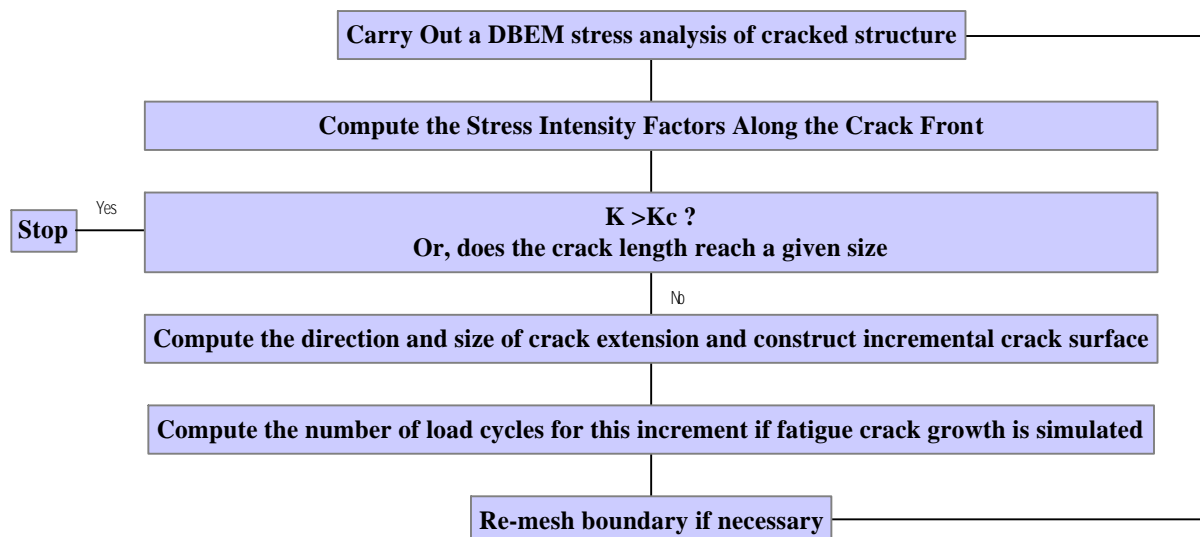 Carry Out a DBEM stress analysis of cracked structure
Compute the Stress Intensity Factors Along the Crack Front
Yes
Stop
K >Kc ?
Or, does the crack length reach a given size
No
Compute the direction and size of crack extension and construct incremental crack surface
Compute the number of load cycles for this increment if fatigue crack growth is simulated
Re-mesh boundary if necessary